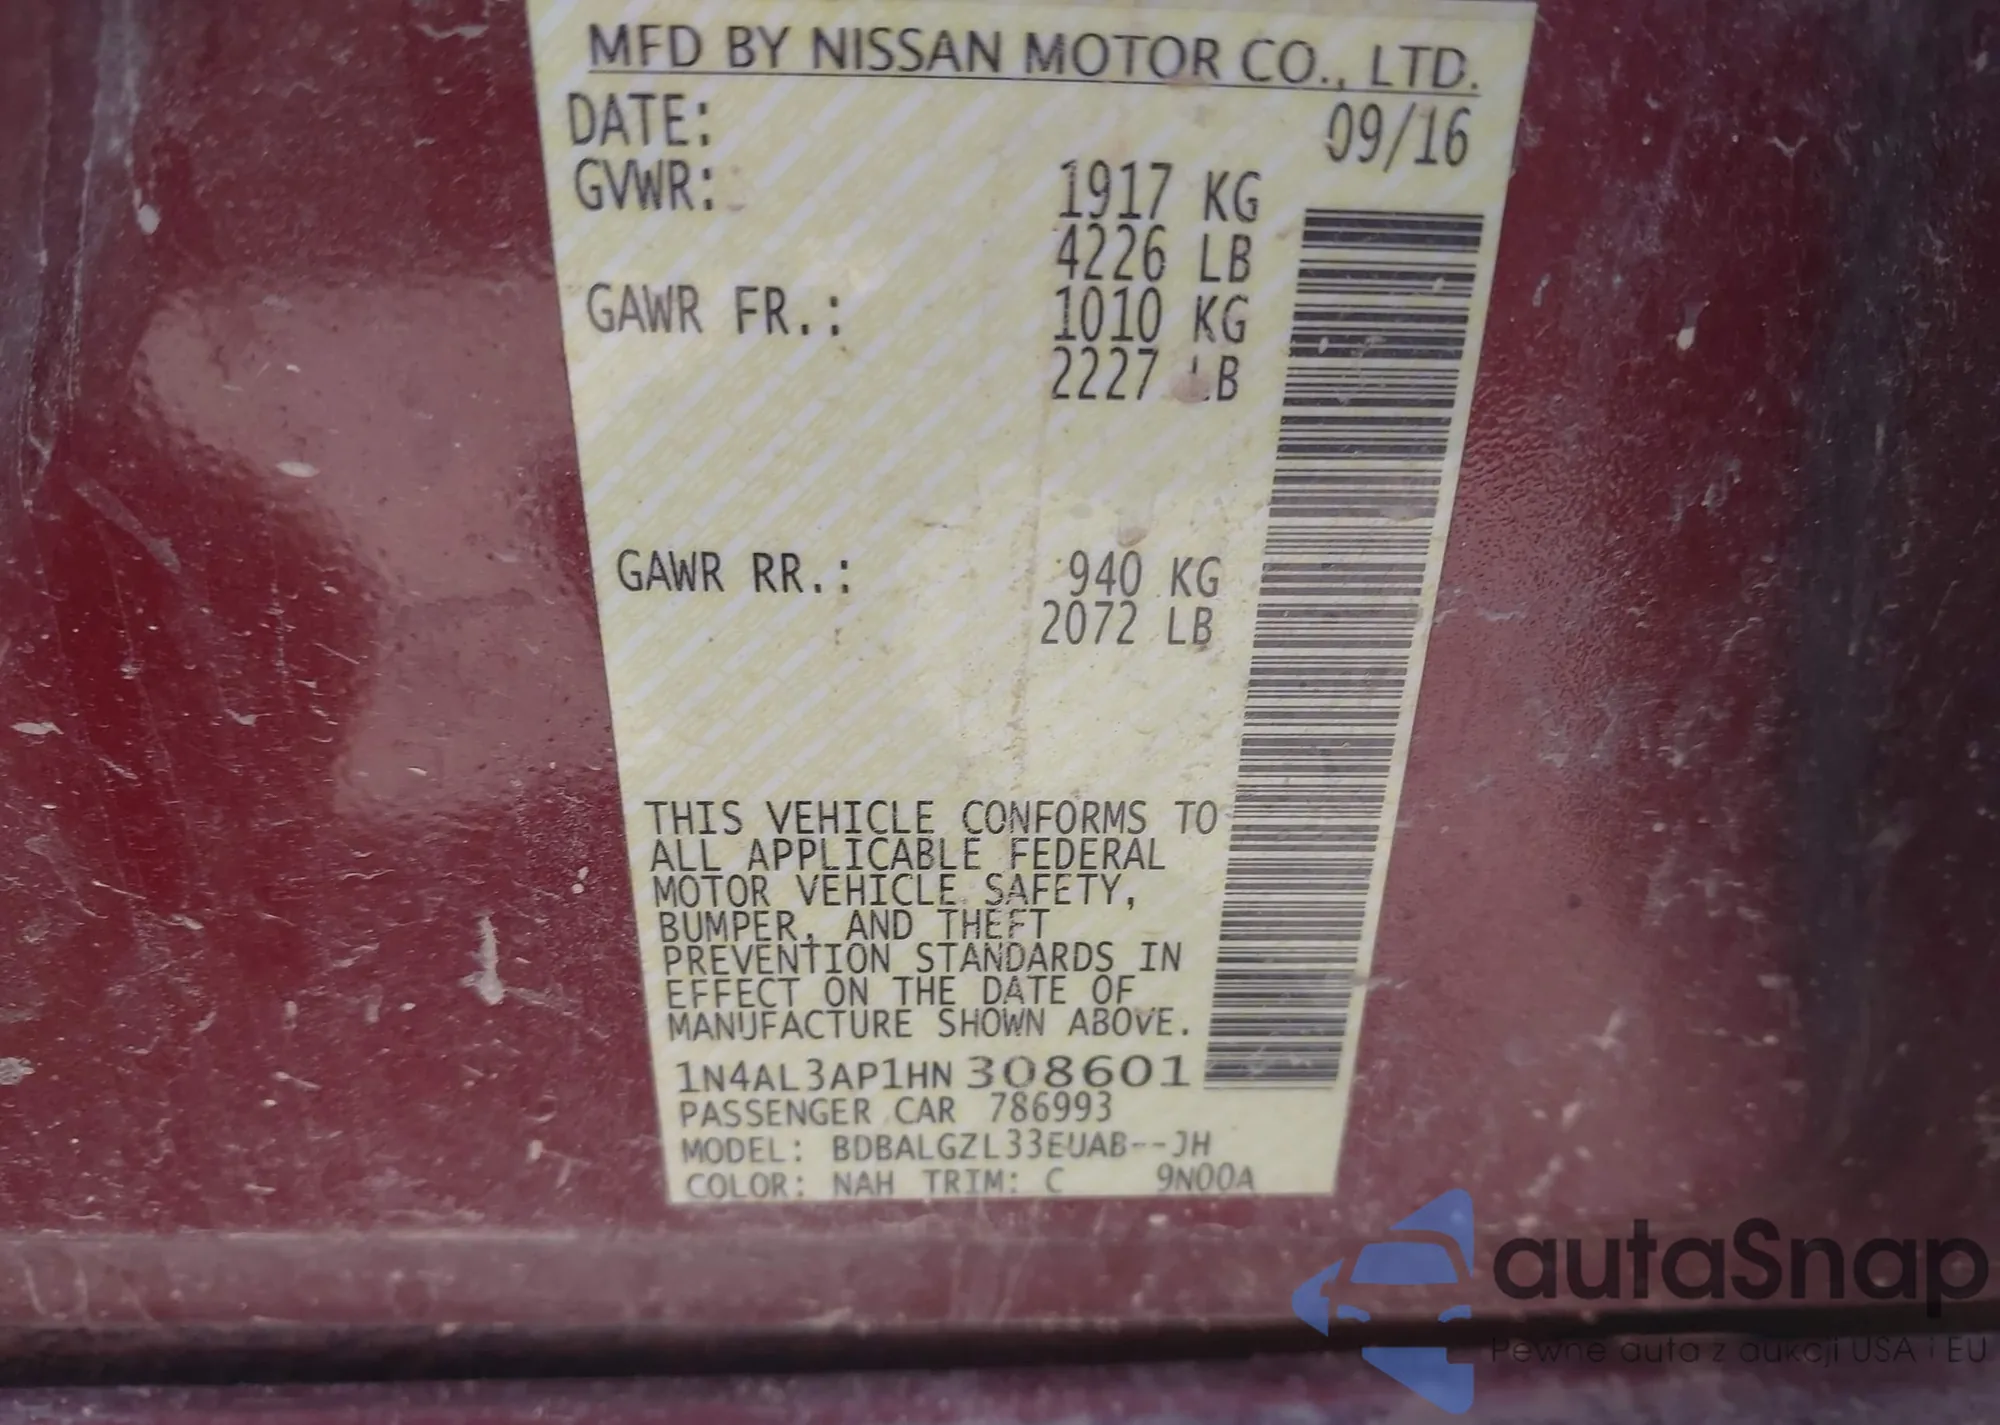 MFD BY NISSAN MOTOR CO., LTD.
DATE: 09/16
GVWR: 1917 KG
4226 LB
GAWR FR.: 1010 KG
2227 LB
GAWR RR.: 940 KG
2072 LB
THIS VEHICLE CONFORMS TO
ALL APPLICABLE FEDERAL
MOTOR VEHICLE SAFETY,
BUMPER, AND THEFT
PREVENTION STANDARDS IN
EFFECT ON THE DATE OF
MANUFACTURE SHOWN ABOVE.
1N4AL3AP1HN308601
PASSENGER CAR 786993
MODEL: BDBALGZL33EUAB--JH
COLOR: NAH TRIM: C 9N00A
autaSnap
Pewne auta z aukcji USA i EU